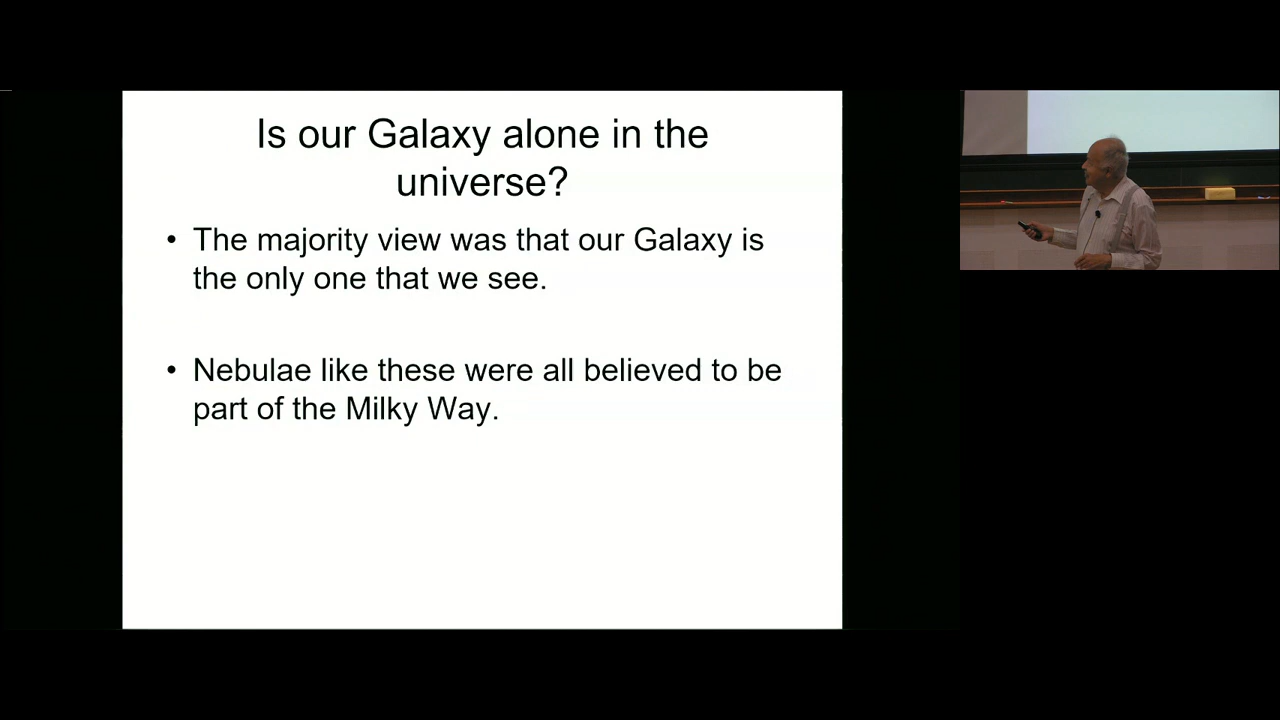 Is our Galaxy alone in the
universe?
• The majority view was that our Galaxy is
the only one that we see.
• Nebulae like these were all believed to be
part of the Milky Way.